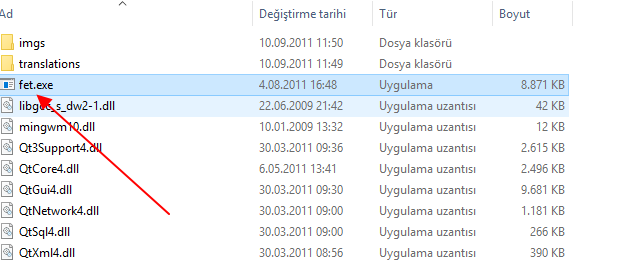 Ad Değiştirme tarihi Tür Boyut
imgs 10.09.2011 11:50 Dosya klasörü
translations 10.09.2011 11:49 Dosya klasörü
fet.exe 4.08.2011 16:48 Uygulama 8.871 KB
libgcc_s_dw2-1.dll 22.06.2009 21:42 Uygulama uzantısı 42 KB
mingwm10.dll 10.01.2009 13:32 Uygulama uzantısı 12 KB
Qt3Support4.dll 30.03.2011 09:36 Uygulama uzantısı 2.615 KB
QtCore4.dll 6.05.2011 13:41 Uygulama uzantısı 2.496 KB
QtGui4.dll 30.03.2011 09:30 Uygulama uzantısı 9.681 KB
QtNetwork4.dll 30.03.2011 09:00 Uygulama uzantısı 1.181 KB
QtSql4.dll 30.03.2011 09:00 Uygulama uzantısı 266 KB
QtXml4.dll 30.03.2011 08:56 Uygulama uzantısı 390 KB